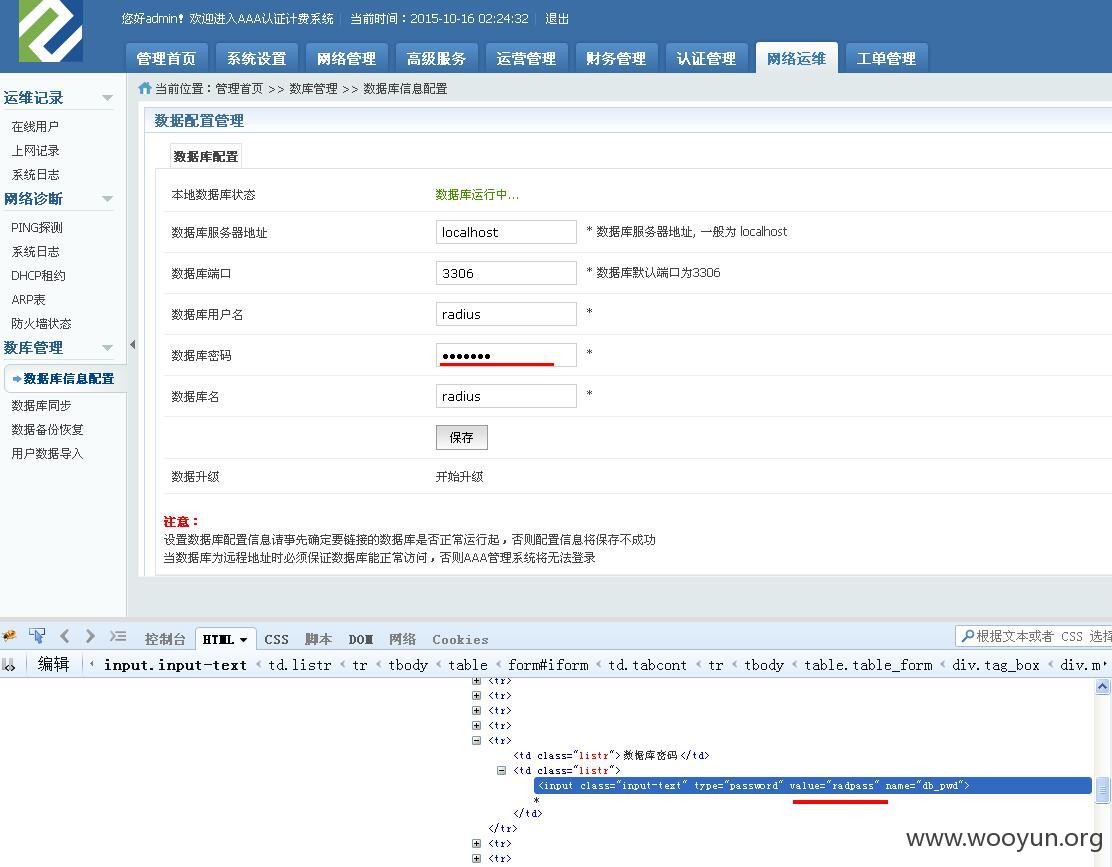 您好admin! 欢迎进入AAA认证计费系统 | 当前时间：2015-10-16 02:24:32 | 退出
管理首页 系统设置 网络管理 高级服务 运营管理 财务管理 认证管理 网络运维 工单管理
当前位置：管理首页 >> 数库管理 >> 数据库信息配置
运维记录
在线用户
上网记录
系统日志
网络诊断
PING探测
系统日志
DHCP租约
ARP表
防火墙状态
数库管理
数据库信息配置
数据库同步
数据备份恢复
用户数据导入
数据配置管理
数据库配置
本地数据库状态 数据库运行中...
数据库服务器地址 localhost * 数据库服务器地址, 一般为 localhost
数据库端口 3306 * 数据库默认端口为3306
数据库用户名 radius *
数据库密码 ●●●●●●● *
数据库名 radius *
保存
数据升级 开始升级
注意：
设置数据库配置信息请事先确定要链接的数据库是否正常运行起，否则配置信息将保存不成功
当数据库为远程地址时必须保证数据库能正常访问，否则AAA管理系统将无法登录
控制台 HTML CSS 脚本 DOM 网络 Cookies 根据文本或者 CSS 选择
编辑 input.input-text < td.listr < tr < tbody < table < form#iform < td.tabcont < tr < tbody < table.table_form < div.tag_box < div.m
<tr>
<tr>
<tr>
<tr>
<tr>
<td class="listr">数据库密码</td>
<td class="listr">
<input class="input-text" type="password" value="radpass" name="db_pwd">
*
</td>
</tr>
<tr>
<tr>
www.wooyun.org